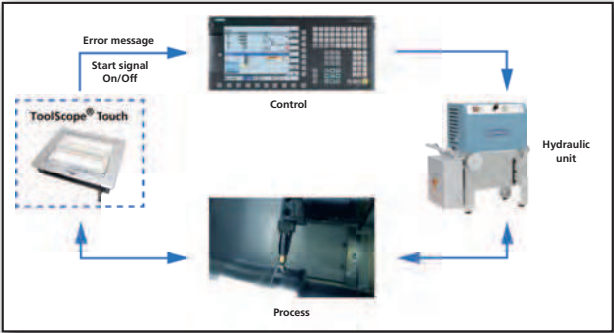 Error message
Start signal
On/Off
Control
ToolScope® Touch
Hydraulic
unit
Process